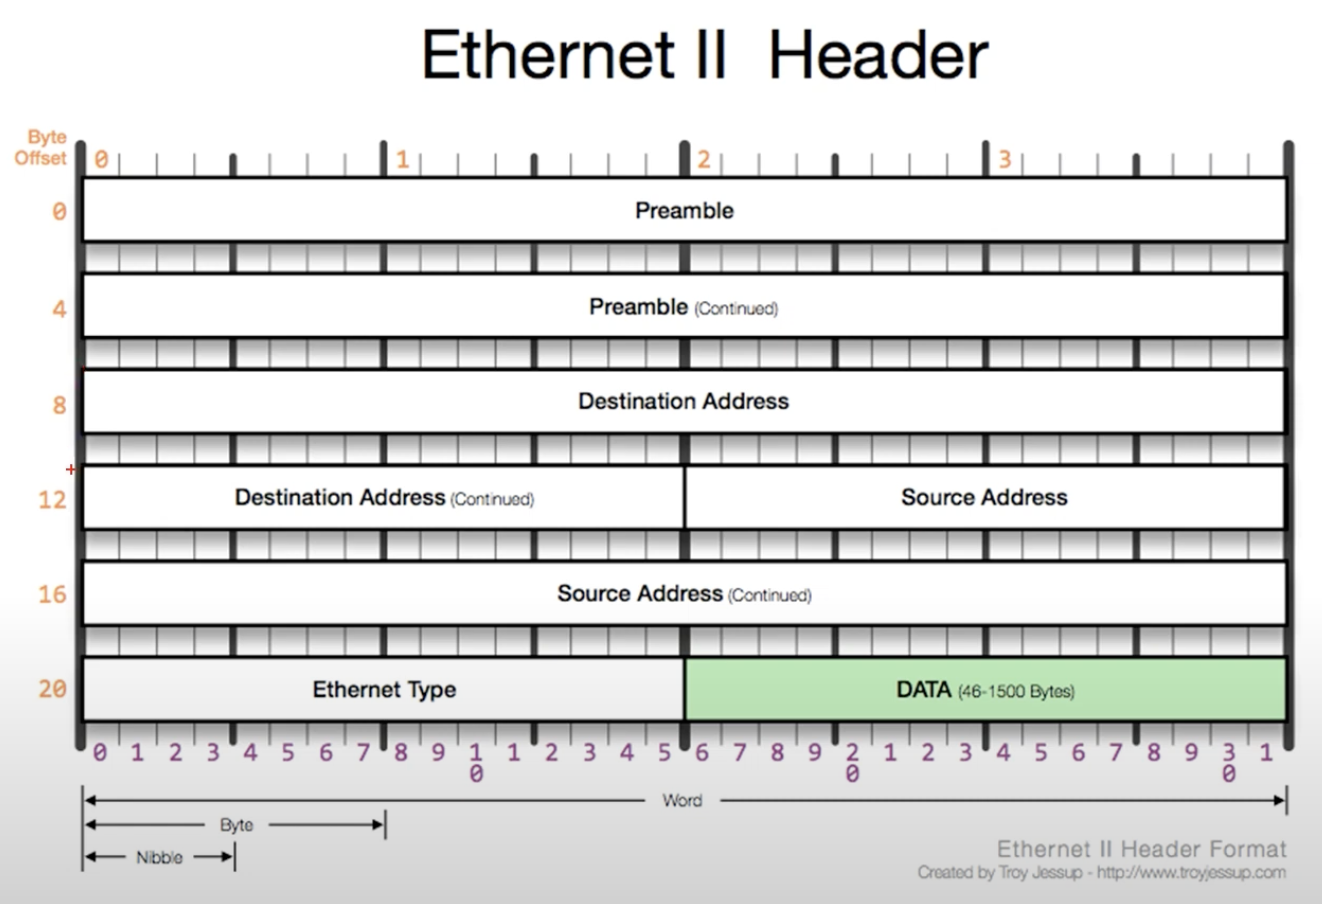 Ethernet II Header
Byte
Offset
0 1 2 3
0 Preamble
4 Preamble (Continued)
8 Destination Address
12 Destination Address (Continued) Source Address
16 Source Address (Continued)
20 Ethernet Type DATA (46-1500 Bytes)
0 1 2 3 4 5 6 7 8 9 10 1 2 3 4 5 6 7 8 9 20 1 2 3 4 5 6 7 8 9 30 1
Word
Byte
Nibble
Ethernet II Header Format
Created by Troy Jessup - http://www.troyjessup.com